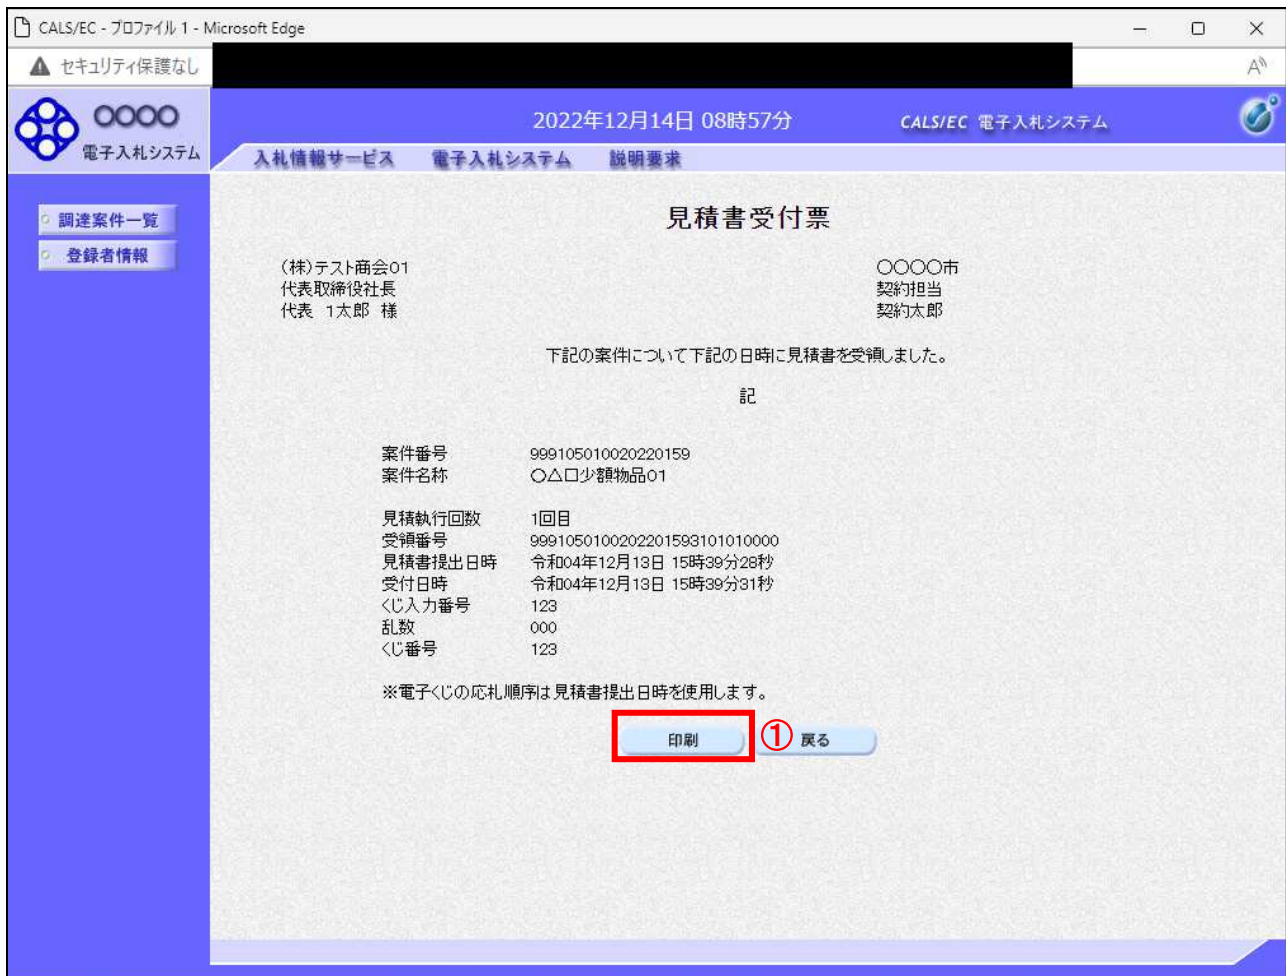 CALS/EC - プロファイル 1 - Microsoft Edge
セキュリティ保護なし
○○○○
電子入札システム
2022年12月14日 08時57分
CALS/EC 電子入札システム
入札情報サービス 電子入札システム 説明要求
調達案件一覧
登録者情報
見積書受付票
(株)テスト商会01
代表取締役社長
代表 1太郎 様
○○○○市
契約担当
契約太郎
下記の案件について下記の日時に見積書を受領しました。
記
案件番号 999105010020220159
案件名称 ○△□少額物品01
見積執行回数 1回目
受領番号 9991050100202201593101010000
見積書提出日時 令和04年12月13日 15時39分28秒
受付日時 令和04年12月13日 15時39分31秒
くじ入力番号 123
乱数 000
くじ番号 123
※電子くじの応札順序は見積書提出日時を使用します。
印刷 ① 戻る